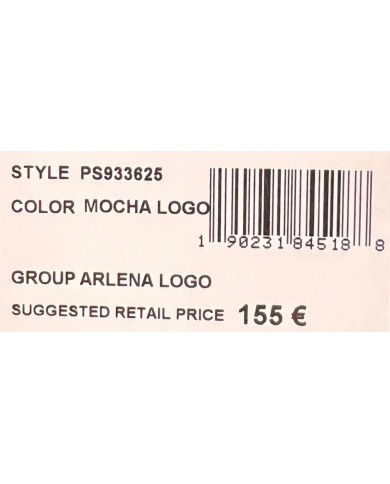 STYLE PS933625
COLOR MOCHA LOGO
1 90231 84518 8
GROUP ARLENA LOGO
SUGGESTED RETAIL PRICE 155 €